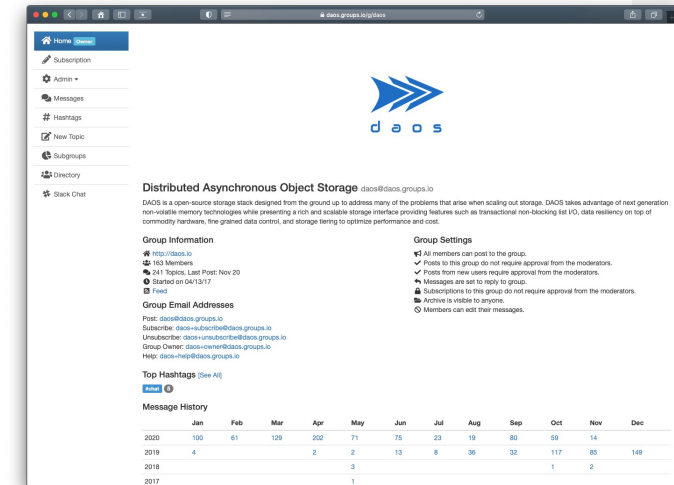 daos.groups.io/g/daos
Home Owner
Subscription
Admin
Messages
Hashtags
New Topic
Subgroups
Directory
Slack Chat
daos
Distributed Asynchronous Object Storage daos@daos.groups.io
DAOS is a open-source storage stack designed from the ground up to address many of the problems that arise when scaling out storage. DAOS takes advantage of next generation
non-volatile memory technologies while presenting a rich and scalable storage interface providing features such as transactional non-blocking list I/O, data resiliency on top of
commodity hardware, fine grained data control, and storage tiering to optimize performance and cost.
Group Information
http://daos.io
163 Members
241 Topics, Last Post: Nov 20
Started on 04/13/17
Feed
Group Email Addresses
Post: daos@daos.groups.io
Subscribe: daos+subscribe@daos.groups.io
Unsubscribe: daos+unsubscribe@daos.groups.io
Group Owner: daos+owner@daos.groups.io
Help: daos+help@daos.groups.io
Group Settings
All members can post to the group.
Posts to this group do not require approval from the moderators.
Posts from new users require approval from the moderators.
Messages are set to reply to group.
Subscriptions to this group do not require approval from the moderators.
Archive is visible to anyone.
Members can edit their messages.
Top Hashtags [See All]
Message History
Jan Feb Mar Apr May Jun Jul Aug Sep Oct Nov Dec
2020 100 61 129 202 71 75 23 19 80 59 14
2019 4 2 2 13 8 36 32 117 85 149
2018 3 1 2
2017 1